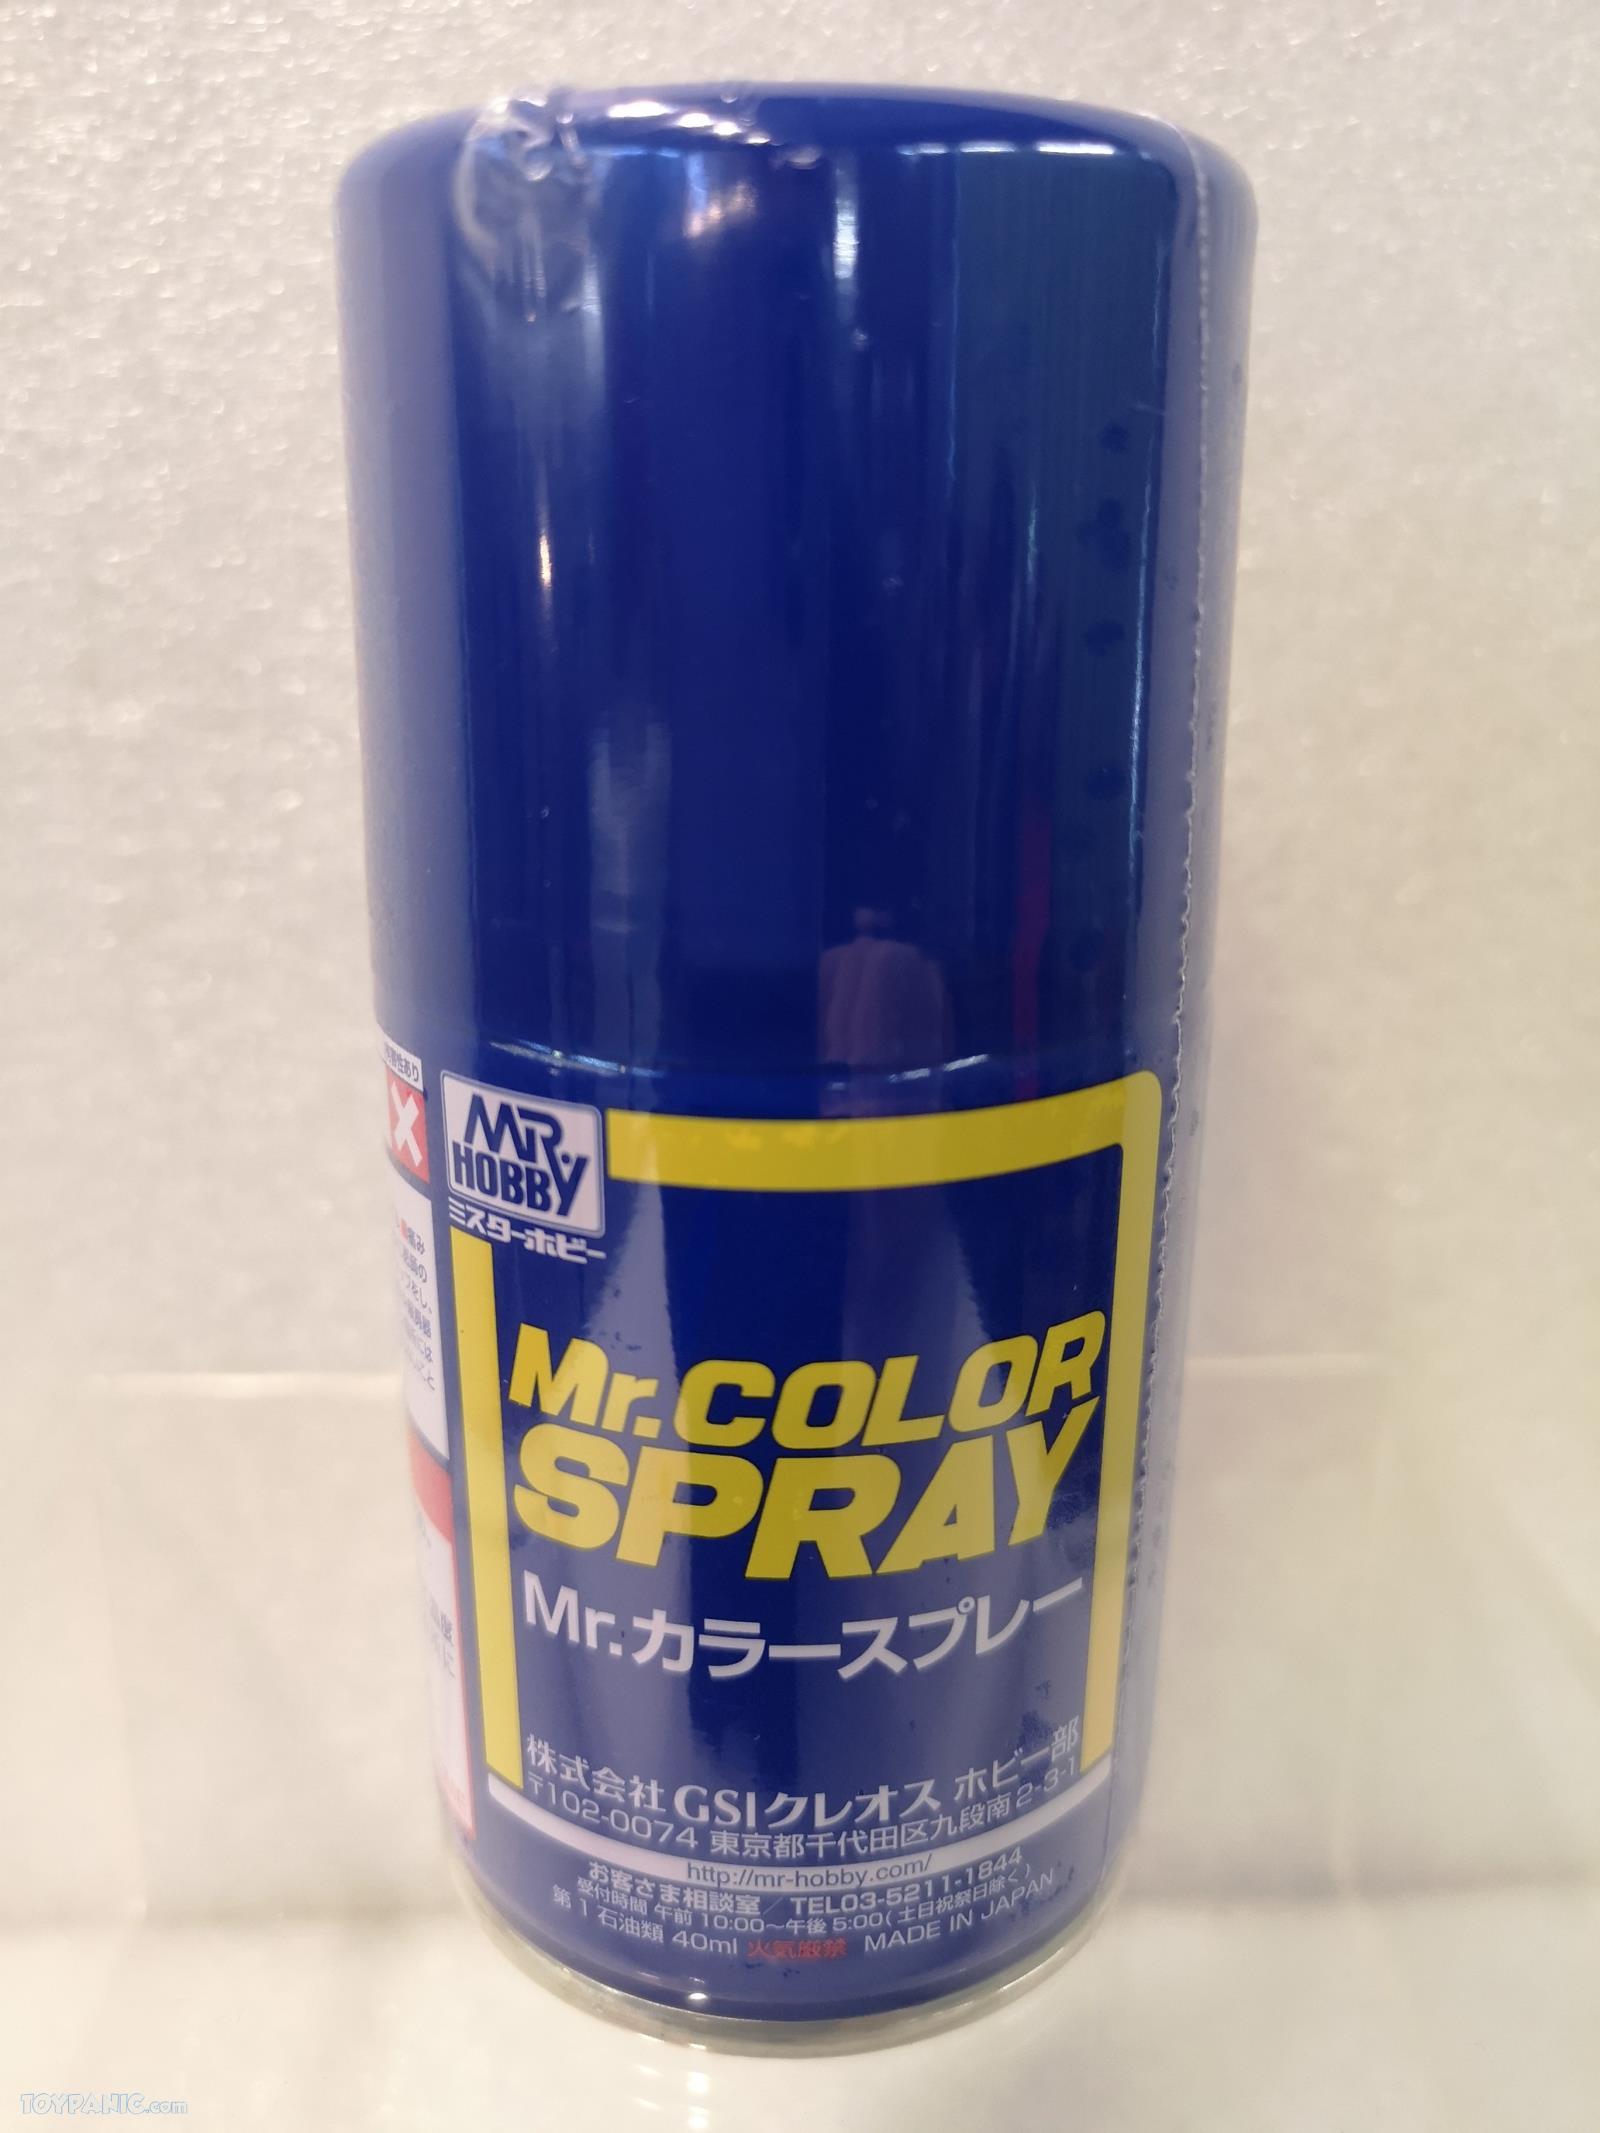 MR
HOBBY
ミスターホビー
Mr.COLOR
SPRAY
Mr.カラースプレー
株式会社 GSIクレオス ホビー部
〒102-0074 東京都千代田区九段南2-3-1
http://mr-hobby.com/
お客さま相談室/TEL03-5211-1844
受付時間 午前10:00〜午後5:00(土日祝祭日除く)
第1石油類 40ml 火気厳禁 MADE IN JAPAN
TOYPANIC.com